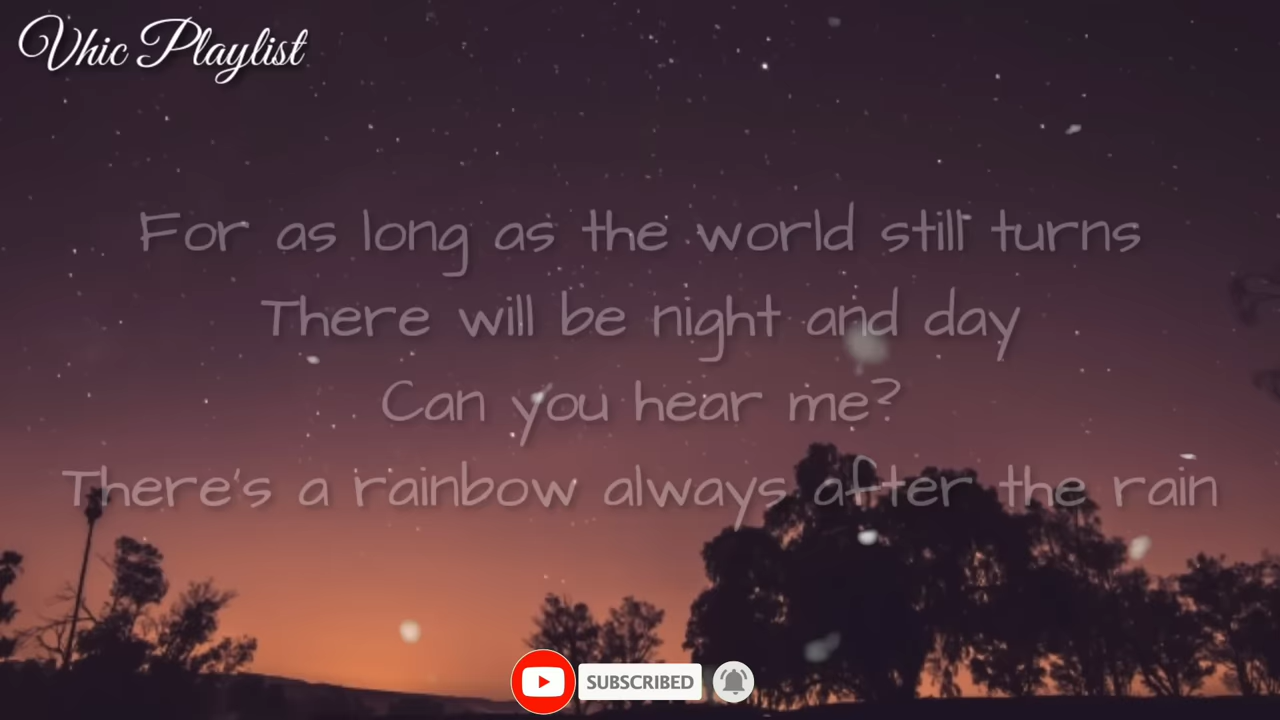 Vhic Playlist
For as long as the world still turns
There will be night and day
Can you hear me?
There's a rainbow always after the rain
SUBSCRIBED